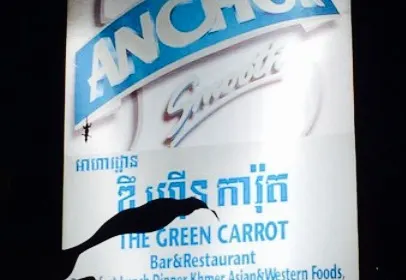 ANCHOR
Smooth
អាហារដ្ឋាន
ឌឹ ហ្គ្រីន ការ៉ុត
THE GREEN CARROT
Bar&Restaurant
Lunch Dinner Khmer Asian&Western Foods,